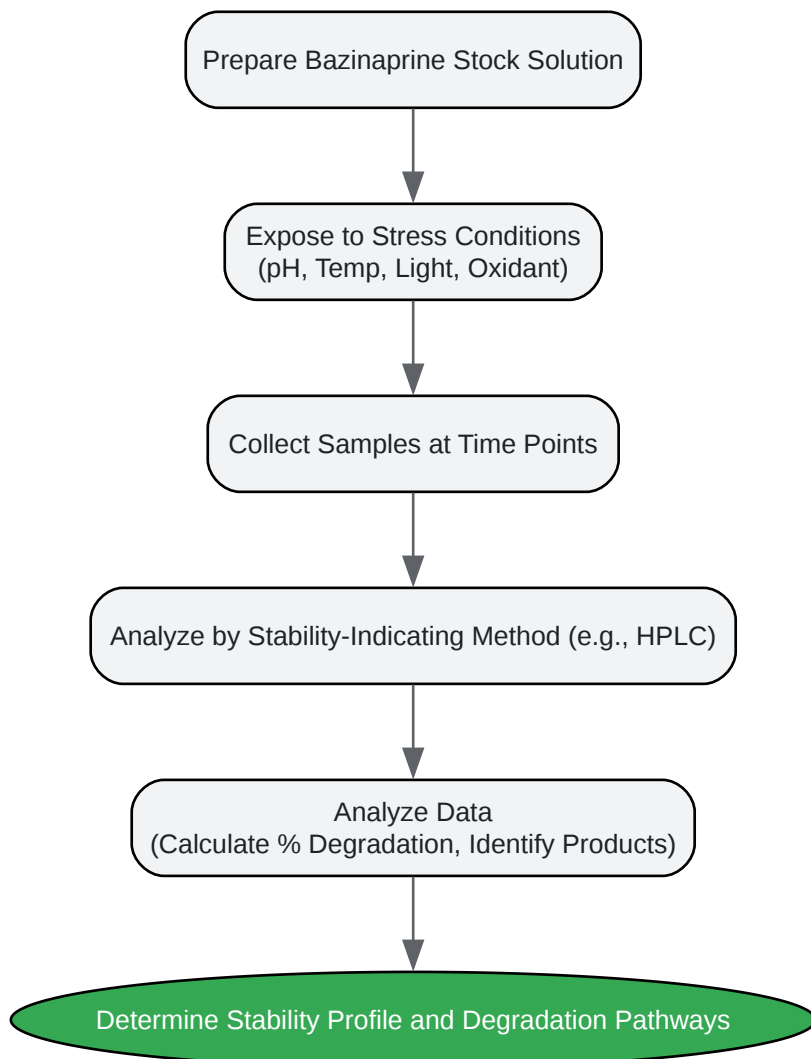 Prepare Bazinaprine Stock Solution
Expose to Stress Conditions
(pH, Temp, Light, Oxidant)
Collect Samples at Time Points
Analyze by Stability-Indicating Method (e.g., HPLC)
Analyze Data
(Calculate % Degradation, Identify Products)
Determine Stability Profile and Degradation Pathways